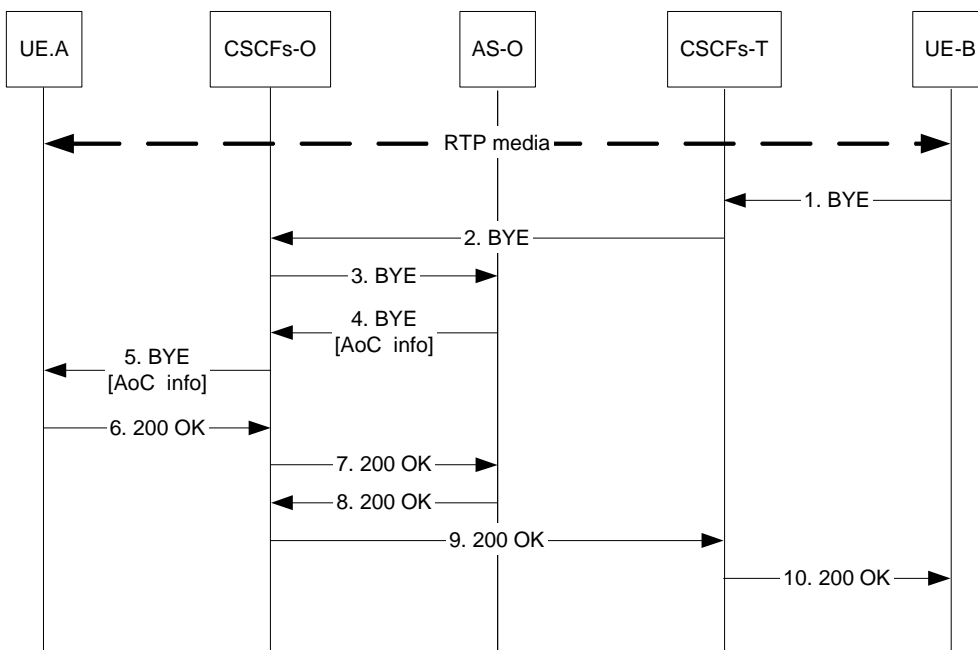 UE.A
CSCFs-O
AS-O
CSCFs-T
UE-B
RTP media
1. BYE
2. BYE
3. BYE
4. BYE
[AoC info]
5. BYE
[AoC info]
6. 200 OK
7. 200 OK
8. 200 OK
9. 200 OK
10. 200 OK